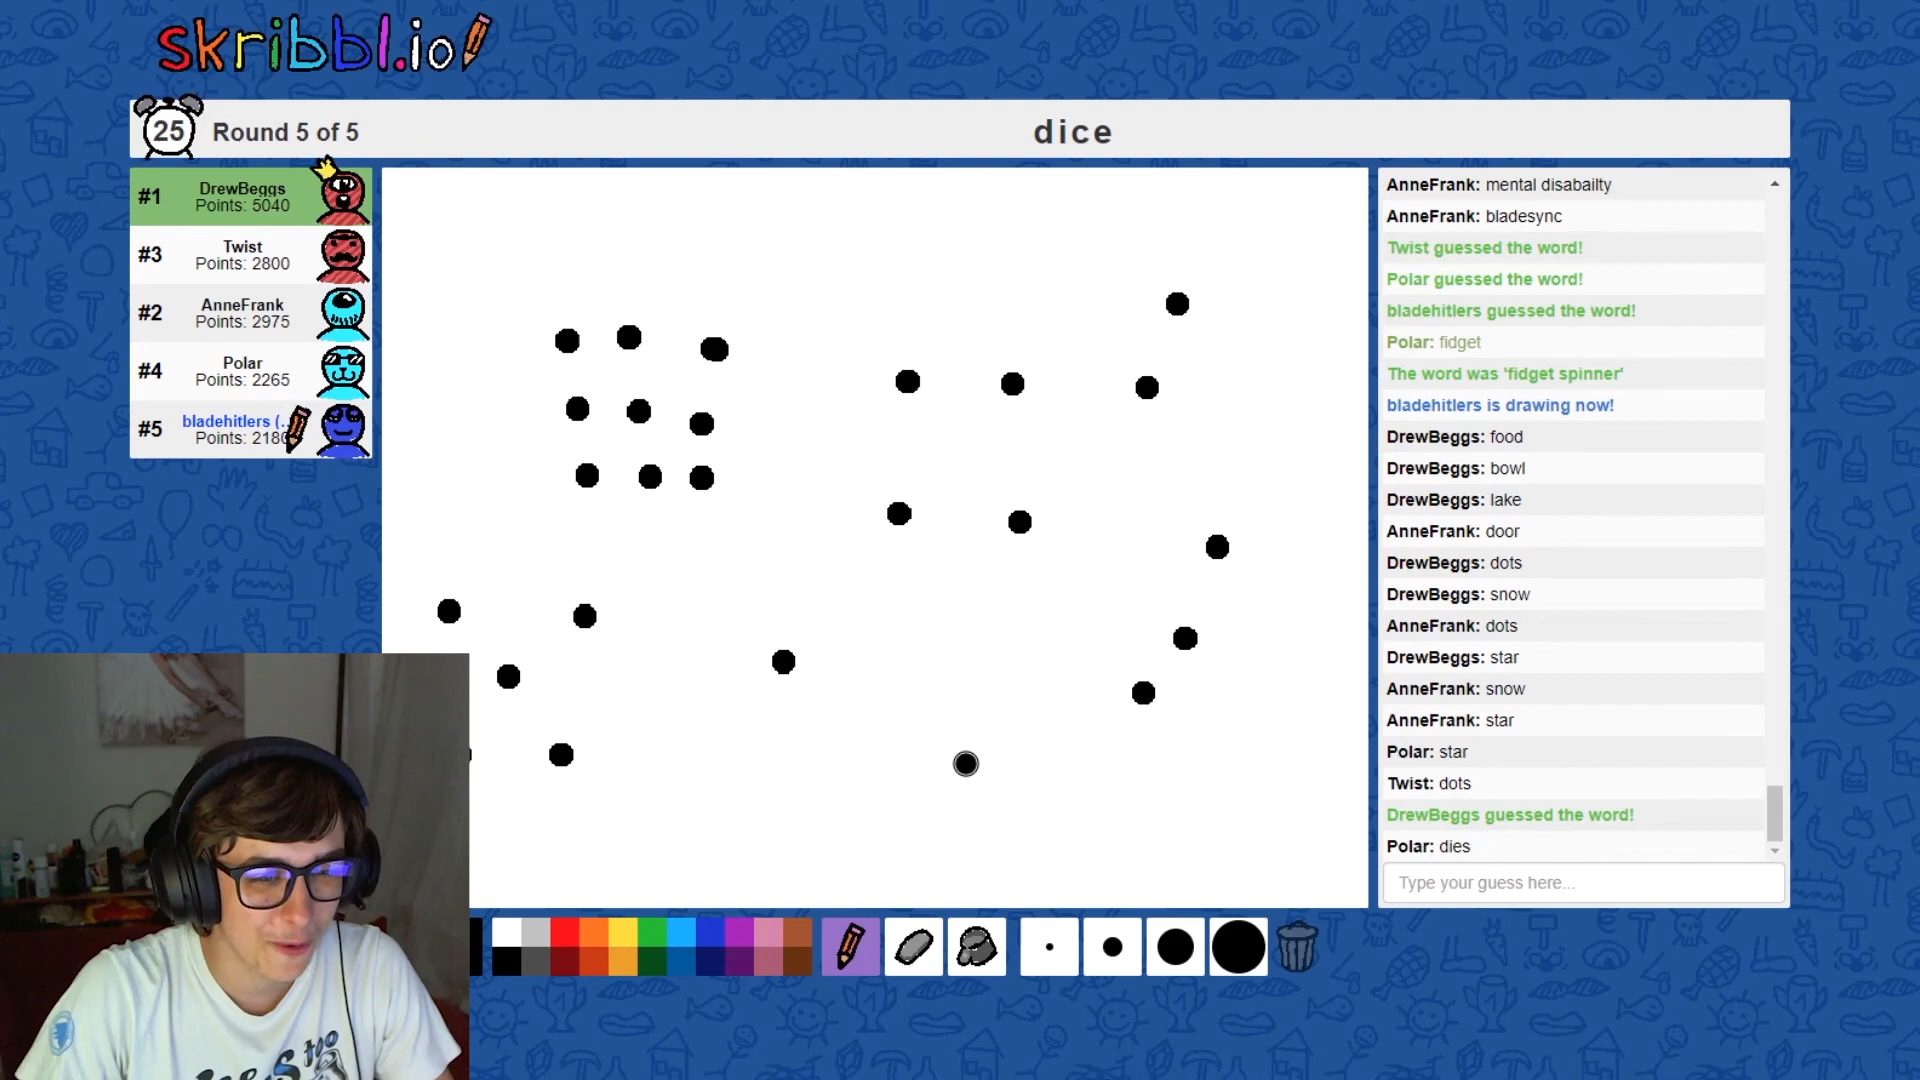 skribbl.io
25
Round 5 of 5
dice
#1
DrewBeggs
Points: 5040
#3
Twist
Points: 2800
#2
AnneFrank
Points: 2975
#4
Polar
Points: 2265
#5
bladehitlers (..
Points: 2180
AnneFrank: mental disabailty
AnneFrank: bladesync
Twist guessed the word!
Polar guessed the word!
bladehitlers guessed the word!
Polar: fidget
The word was 'fidget spinner'
bladehitlers is drawing now!
DrewBeggs: food
DrewBeggs: bowl
DrewBeggs: lake
AnneFrank: door
DrewBeggs: dots
DrewBeggs: snow
AnneFrank: dots
DrewBeggs: star
AnneFrank: snow
AnneFrank: star
Polar: star
Twist: dots
DrewBeggs guessed the word!
Polar: dies
Type your guess here...